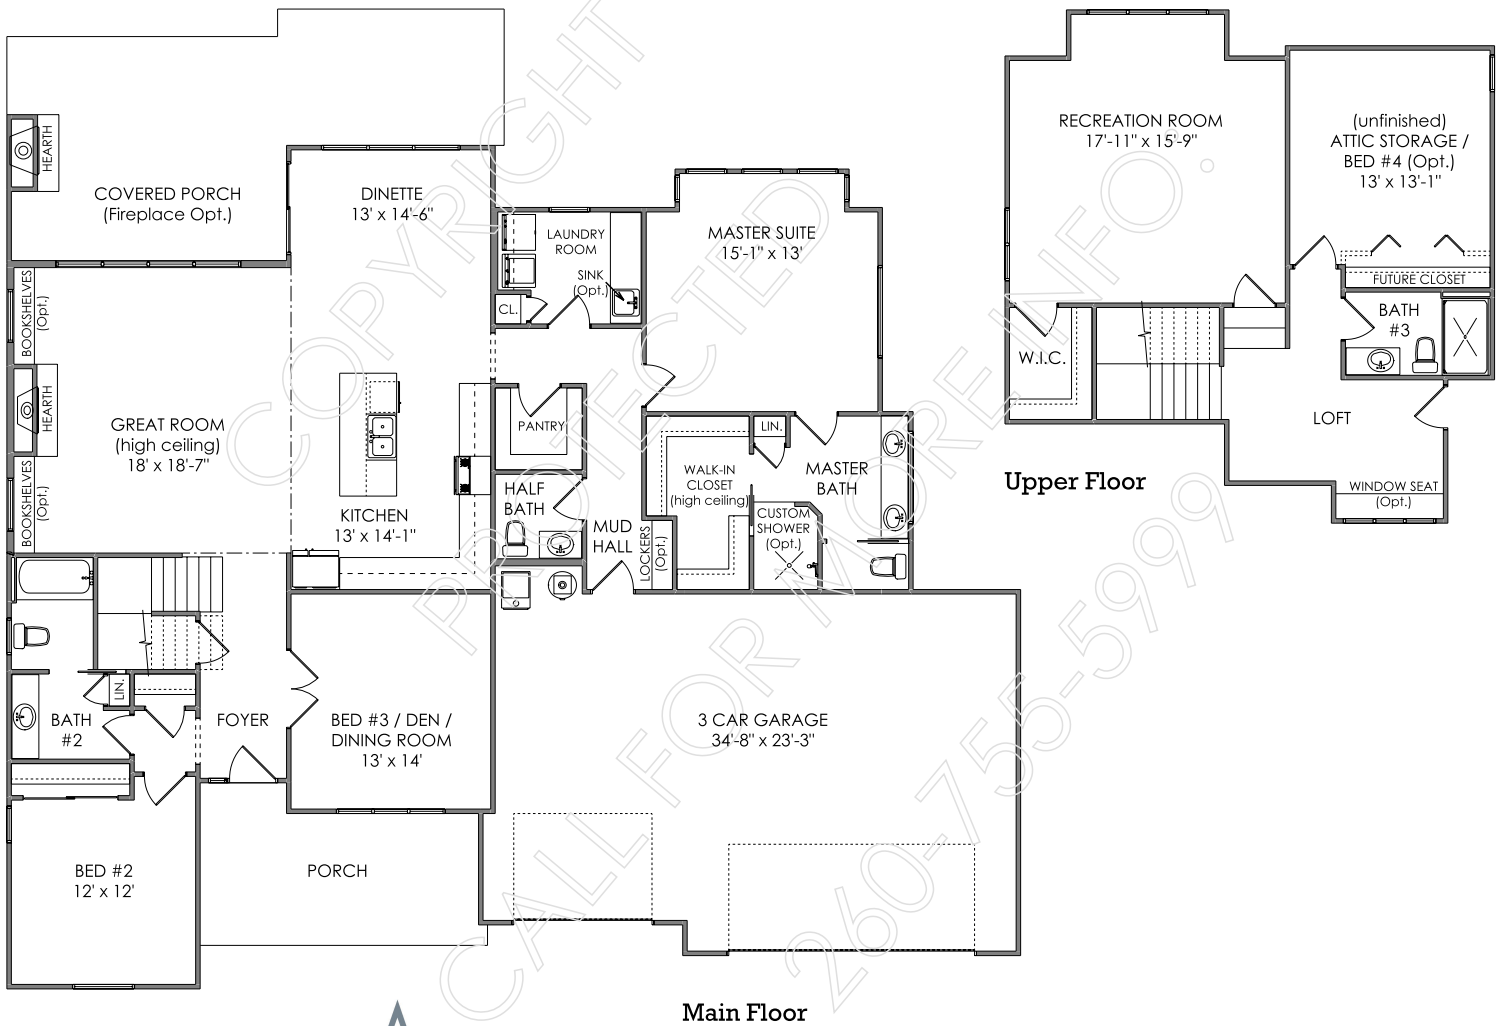 COVERED PORCH
(Fireplace Opt.)
HEARTH
DINETTE
13' x 14'-6"
LAUNDRY
ROOM
SINK
(Opt.)
CL.
MASTER SUITE
15'-1" x 13'
BOOKSHELVES
(Opt.)
HEARTH
BOOKSHELVES
(Opt.)
GREAT ROOM
(high ceiling)
18' x 18'-7"
KITCHEN
13' x 14'-1"
PANTRY
HALF
BATH
MUD
HALL
LOCKERS
(Opt.)
WALK-IN
CLOSET
(high ceiling)
LIN.
MASTER
BATH
CUSTOM
SHOWER
(Opt.)
LIN.
BATH
#2
FOYER
BED #3 / DEN /
DINING ROOM
13' x 14'
3 CAR GARAGE
34'-8" x 23'-3"
BED #2
12' x 12'
PORCH
Main Floor
RECREATION ROOM
17'-11" x 15'-9"
(unfinished)
ATTIC STORAGE /
BED #4 (Opt.)
13' x 13'-1"
FUTURE CLOSET
BATH
#3
W.I.C.
LOFT
WINDOW SEAT
(Opt.)
Upper Floor
COPYRIGHT
PROTECTED
CALL FOR MORE INFO.
260-755-5999